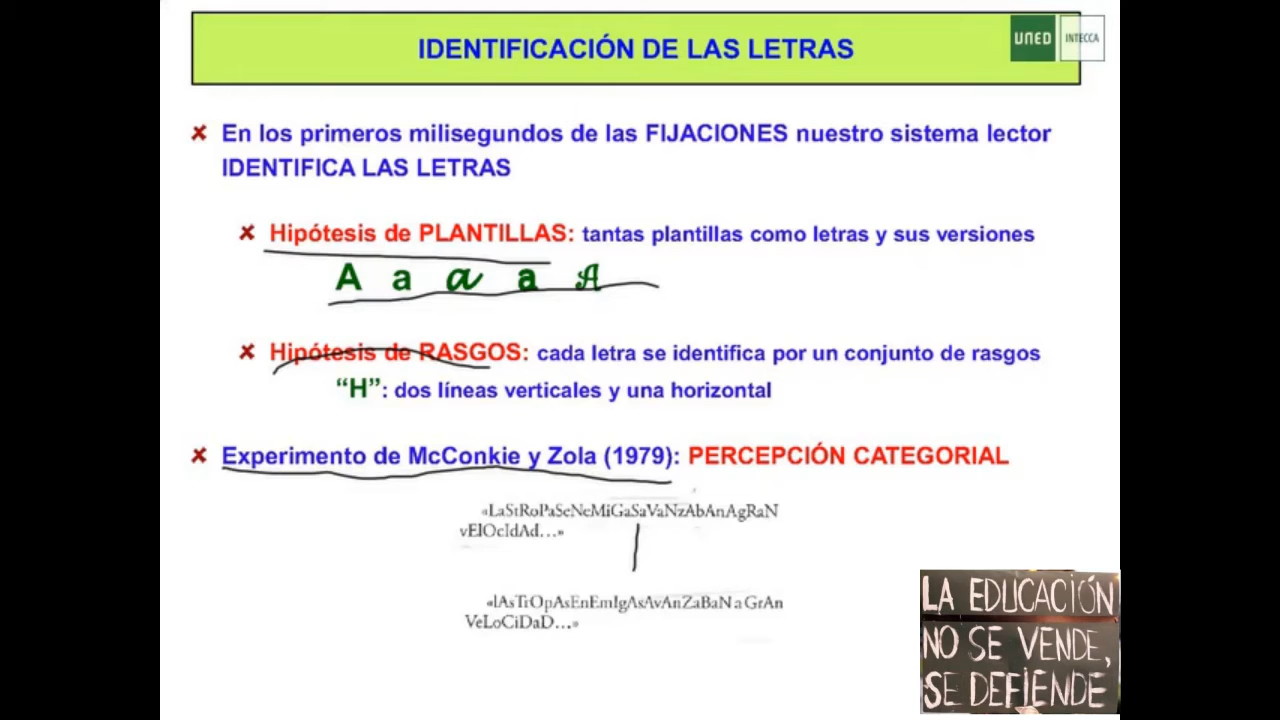 IDENTIFICACIÓN DE LAS LETRAS
UNED INTECCA
✘ En los primeros milisegundos de las FIJACIONES nuestro sistema lector
IDENTIFICA LAS LETRAS
✘ Hipótesis de PLANTILLAS: tantas plantillas como letras y sus versiones
A a a a A
✘ Hipótesis de RASGOS: cada letra se identifica por un conjunto de rasgos
“H”: dos líneas verticales y una horizontal
✘ Experimento de McConkie y Zola (1979): PERCEPCIÓN CATEGORIAL
«LaStRoPaSeNeMiGaSaVaNzAbAnAgRaN
vElOcIdAd...»
«lAsTrOpAsEnEmIgAsAvAnZaBaN a GrAn
VeLoCiDaD...»
LA EDUCACIÓN
NO SE VENDE,
SE DEFIENDE